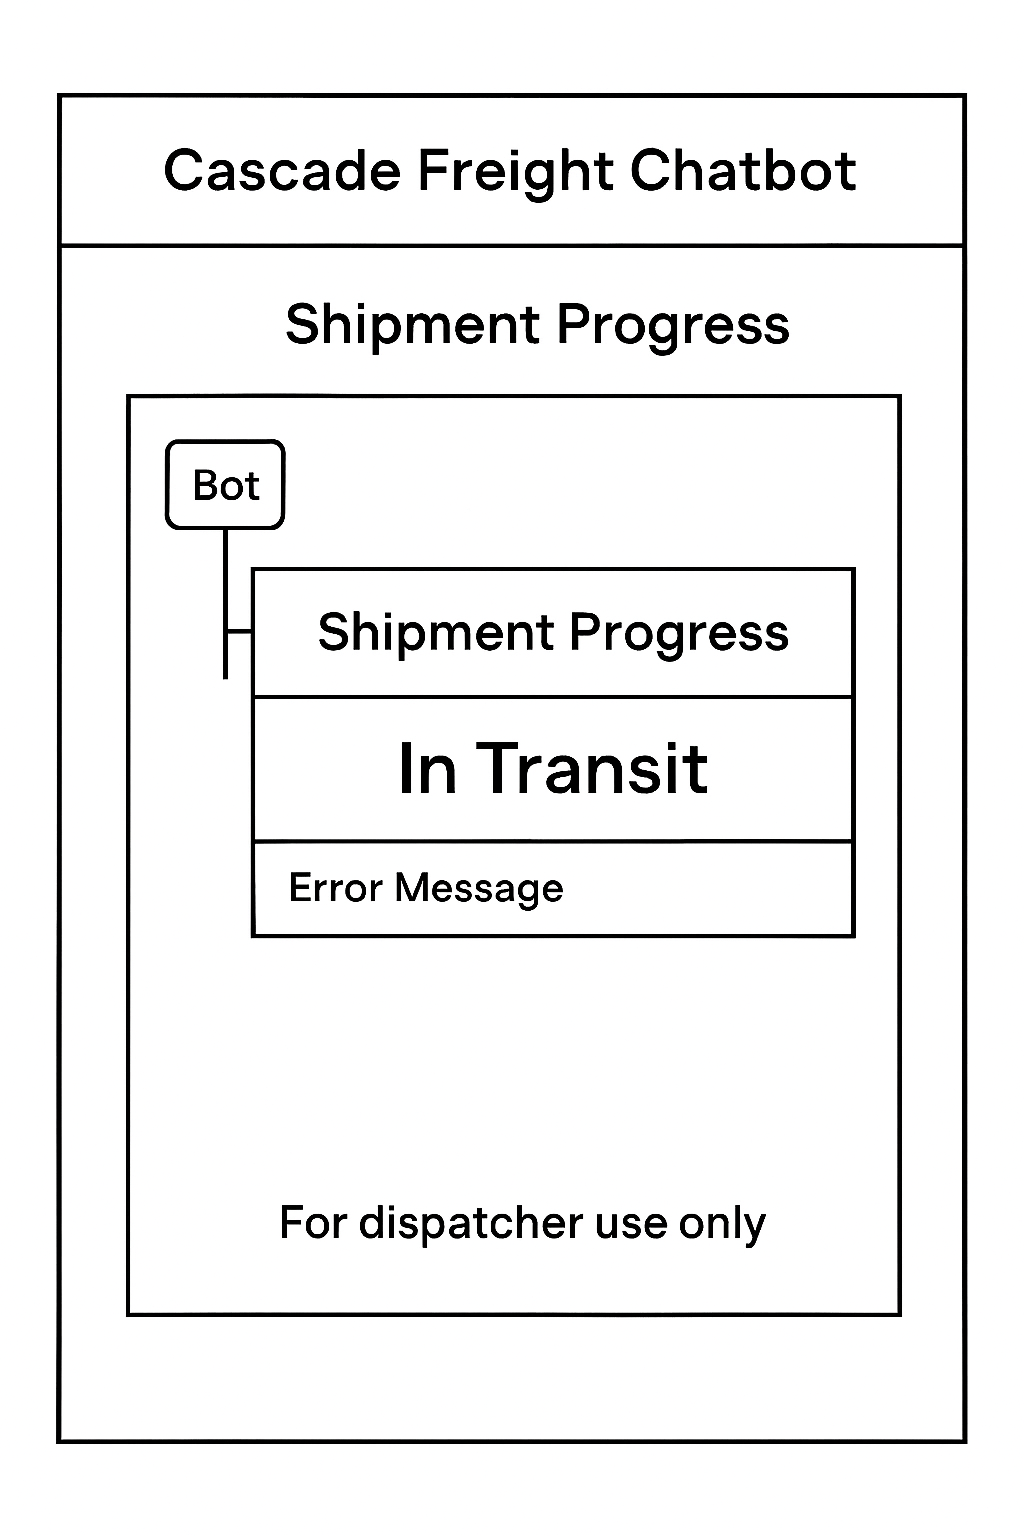 Cascade Freight Chatbot
Shipment Progress
Bot
Shipment Progress
In Transit
Error Message
For dispatcher use only